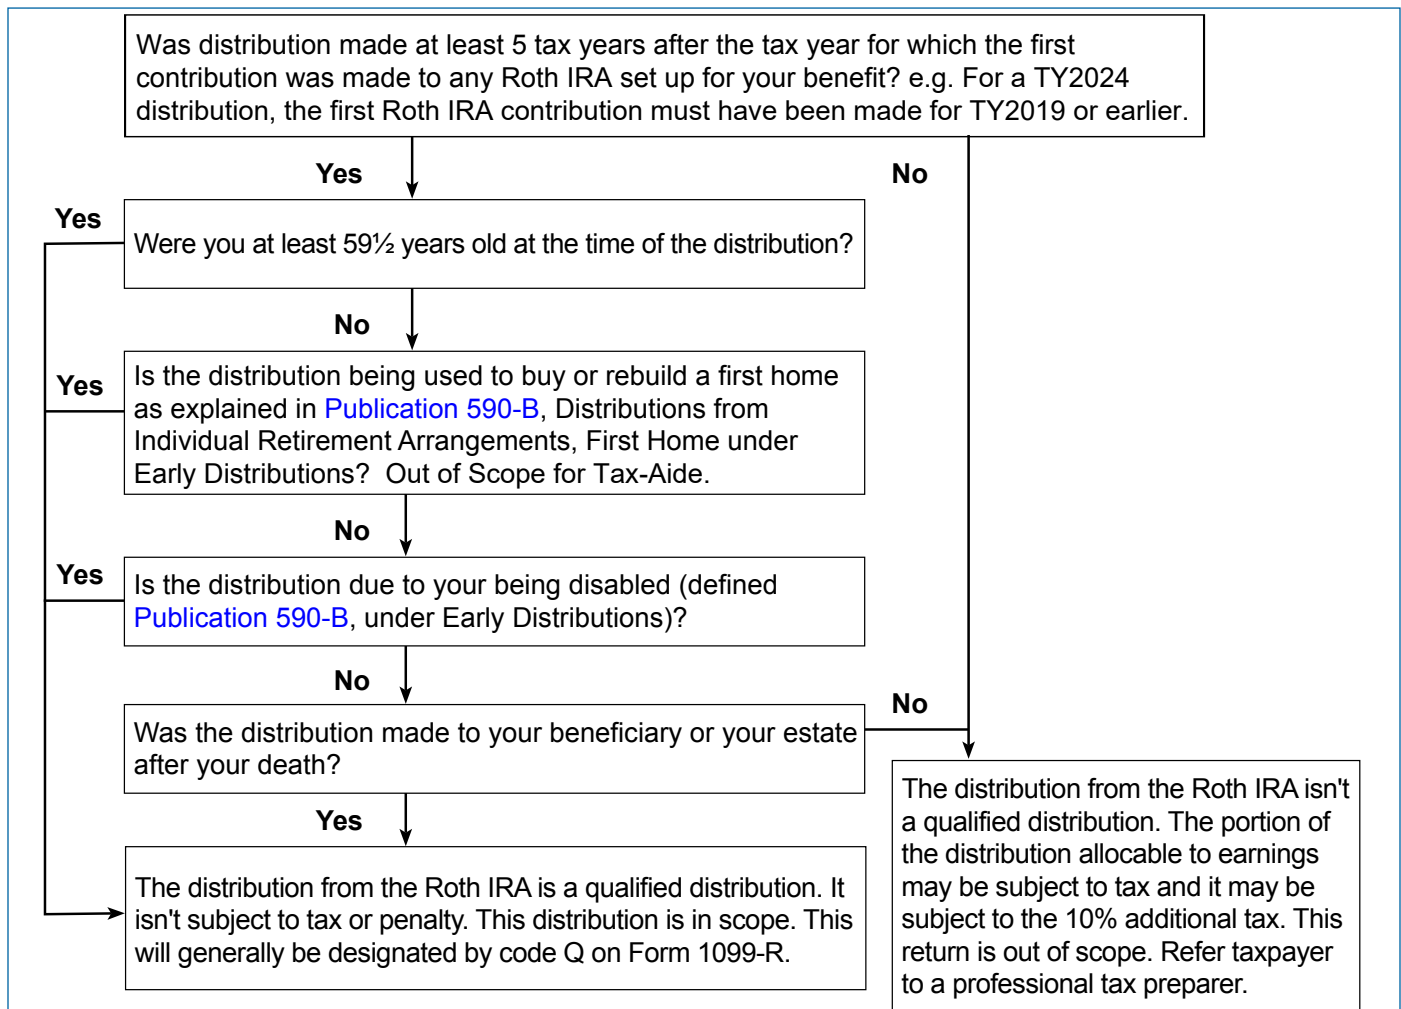 Was distribution made at least 5 tax years after the tax year for which the first
contribution was made to any Roth IRA set up for your benefit? e.g. For a TY2024
distribution, the first Roth IRA contribution must have been made for TY2019 or earlier.
Yes
No
Yes
Were you at least 59½ years old at the time of the distribution?
No
Yes
Is the distribution being used to buy or rebuild a first home
as explained in Publication 590-B, Distributions from
Individual Retirement Arrangements, First Home under
Early Distributions? Out of Scope for Tax-Aide.
No
Yes
Is the distribution due to your being disabled (defined
Publication 590-B, under Early Distributions)?
No
Was the distribution made to your beneficiary or your estate
after your death?
No
Yes
The distribution from the Roth IRA is a qualified distribution. It
isn't subject to tax or penalty. This distribution is in scope. This
will generally be designated by code Q on Form 1099-R.
The distribution from the Roth IRA isn't
a qualified distribution. The portion of
the distribution allocable to earnings
may be subject to tax and it may be
subject to the 10% additional tax. This
return is out of scope. Refer taxpayer
to a professional tax preparer.